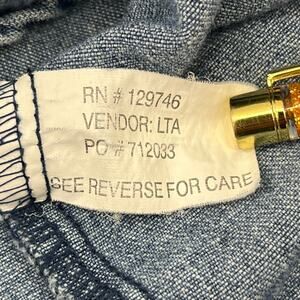 RN # 129746
VENDOR: LTA
PO # 712033
SEE REVERSE FOR CARE